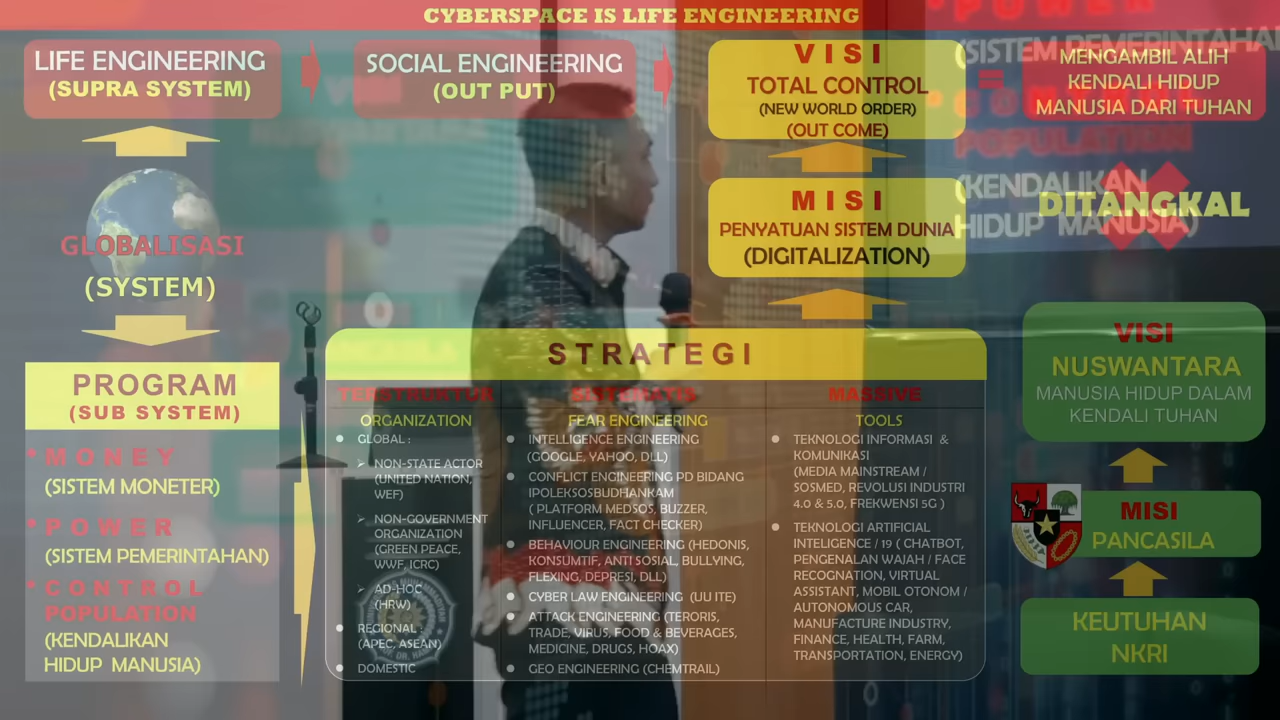 CYBERSPACE IS LIFE ENGINEERING
LIFE ENGINEERING
(SUPRA SYSTEM)
SOCIAL ENGINEERING
(OUT PUT)
VISI
TOTAL CONTROL
(NEW WORLD ORDER)
(OUT COME)
=
MENGAMBIL ALIH
KENDALI HIDUP
MANUSIA DARI TUHAN
POWER
(SISTEM PEMERINTAHAN
POPULATION
(KENDALIKAN
HIDUP MANUSIA)
DITANGKAL
GLOBALISASI
(SYSTEM)
MISI
PENYATUAN SISTEM DUNIA
(DIGITALIZATION)
PROGRAM
(SUB SYSTEM)
• MONEY
(SISTEM MONETER)
• POWER
(SISTEM PEMERINTAHAN)
• CONTROL
POPULATION
(KENDALIKAN
HIDUP MANUSIA)
STRATEGI
TERSTRUKTUR
ORGANIZATION
● GLOBAL :
➢ NON-STATE ACTOR
(UNITED NATION,
WEF)
➢ NON-GOVERNMENT
ORGANIZATION
(GREEN PEACE,
WWF, ICRC)
➢ AD-HOC
(HRW)
● REGIONAL :
(APEC, ASEAN)
● DOMESTIC
SISTEMATIS
FEAR ENGINEERING
● INTELLIGENCE ENGINEERING
(GOOGLE, YAHOO, DLL)
● CONFLICT ENGINEERING PD BIDANG
IPOLEKSOSBUDHANKAM
( PLATFORM MEDSOS, BUZZER,
INFLUENCER, FACT CHECKER)
● BEHAVIOUR ENGINEERING (HEDONIS,
KONSUMTIF, ANTI SOSIAL, BULLYING,
FLEXING, DEPRESI, DLL)
● CYBER LAW ENGINEERING (UU ITE)
● ATTACK ENGINEERING (TERORIS,
TRADE, VIRUS, FOOD & BEVERAGES,
MEDICINE, DRUGS, HOAX)
● GEO ENGINEERING (CHEMTRAIL)
MASSIVE
TOOLS
● TEKNOLOGI INFORMASI &
KOMUNIKASI
(MEDIA MAINSTREAM /
SOSMED, REVOLUSI INDUSTRI
4.0 & 5.0, FREKWENSI 5G )
● TEKNOLOGI ARTIFICIAL
INTELIGENCE / 19 ( CHATBOT,
PENGENALAN WAJAH / FACE
RECOGNATION, VIRTUAL
ASSISTANT, MOBIL OTONOM /
AUTONOMOUS CAR,
MANUFACTURE INDUSTRY,
FINANCE, HEALTH, FARM,
TRANSPORTATION, ENERGY)
VISI
NUSWANTARA
MANUSIA HIDUP DALAM
KENDALI TUHAN
MISI
PANCASILA
KEUTUHAN
NKRI